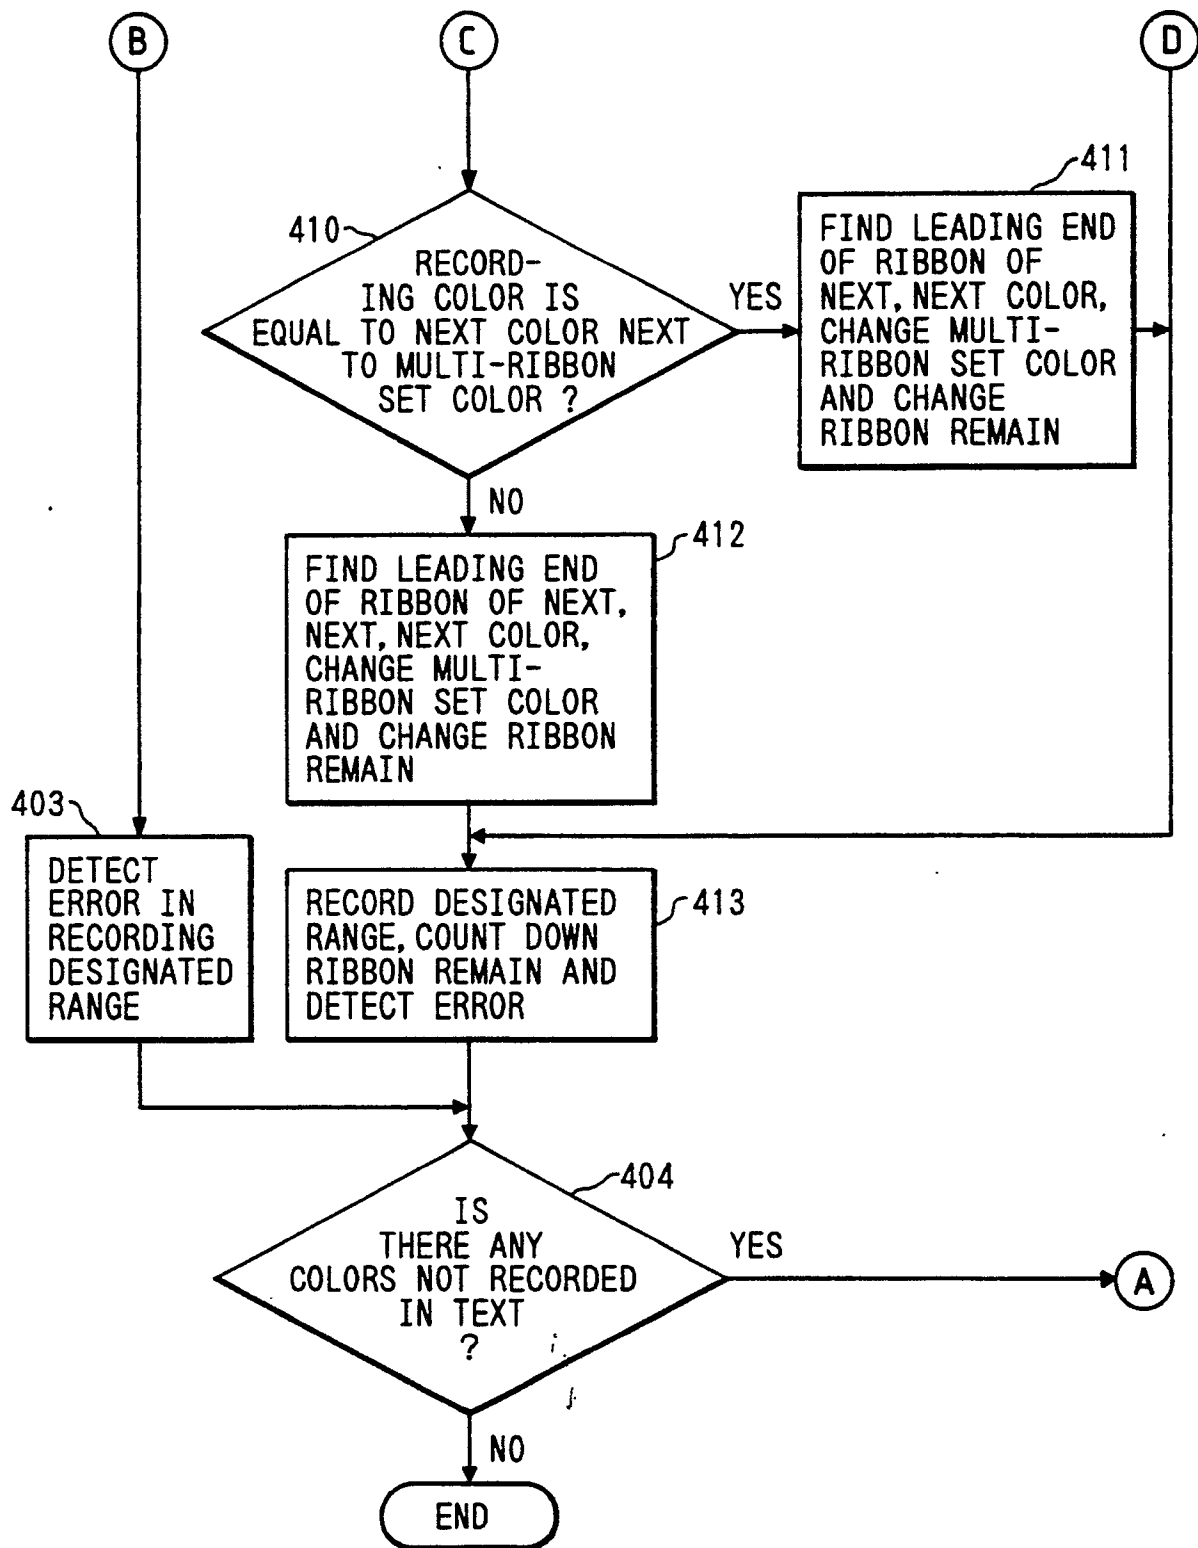 B
C
D
410
RECORD-
ING COLOR IS
EQUAL TO NEXT COLOR NEXT
TO MULTI-RIBBON
SET COLOR ?
YES
411
FIND LEADING END
OF RIBBON OF
NEXT, NEXT COLOR,
CHANGE MULTI-
RIBBON SET COLOR
AND CHANGE
RIBBON REMAIN
NO
412
FIND LEADING END
OF RIBBON OF NEXT,
NEXT, NEXT COLOR,
CHANGE MULTI-
RIBBON SET COLOR
AND CHANGE RIBBON
REMAIN
403
DETECT
ERROR IN
RECORDING
DESIGNATED
RANGE
413
RECORD DESIGNATED
RANGE, COUNT DOWN
RIBBON REMAIN AND
DETECT ERROR
404
IS
THERE ANY
COLORS NOT RECORDED
IN TEXT
?
YES
A
NO
END